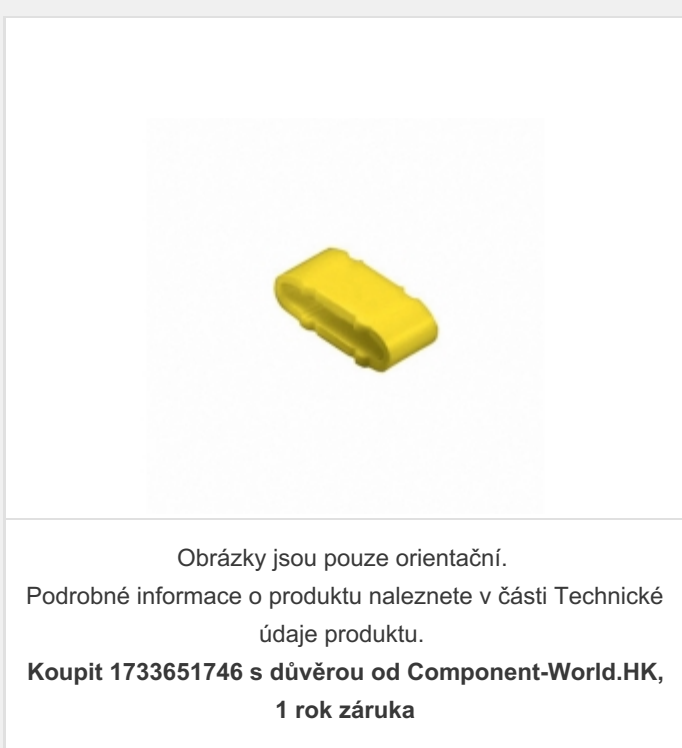 Obrázky jsou pouze orientační.
Podrobné informace o produktu naleznete v části Technické
údaje produktu.
Koupit 1733651746 s důvěrou od Component-World.HK,
1 rok záruka